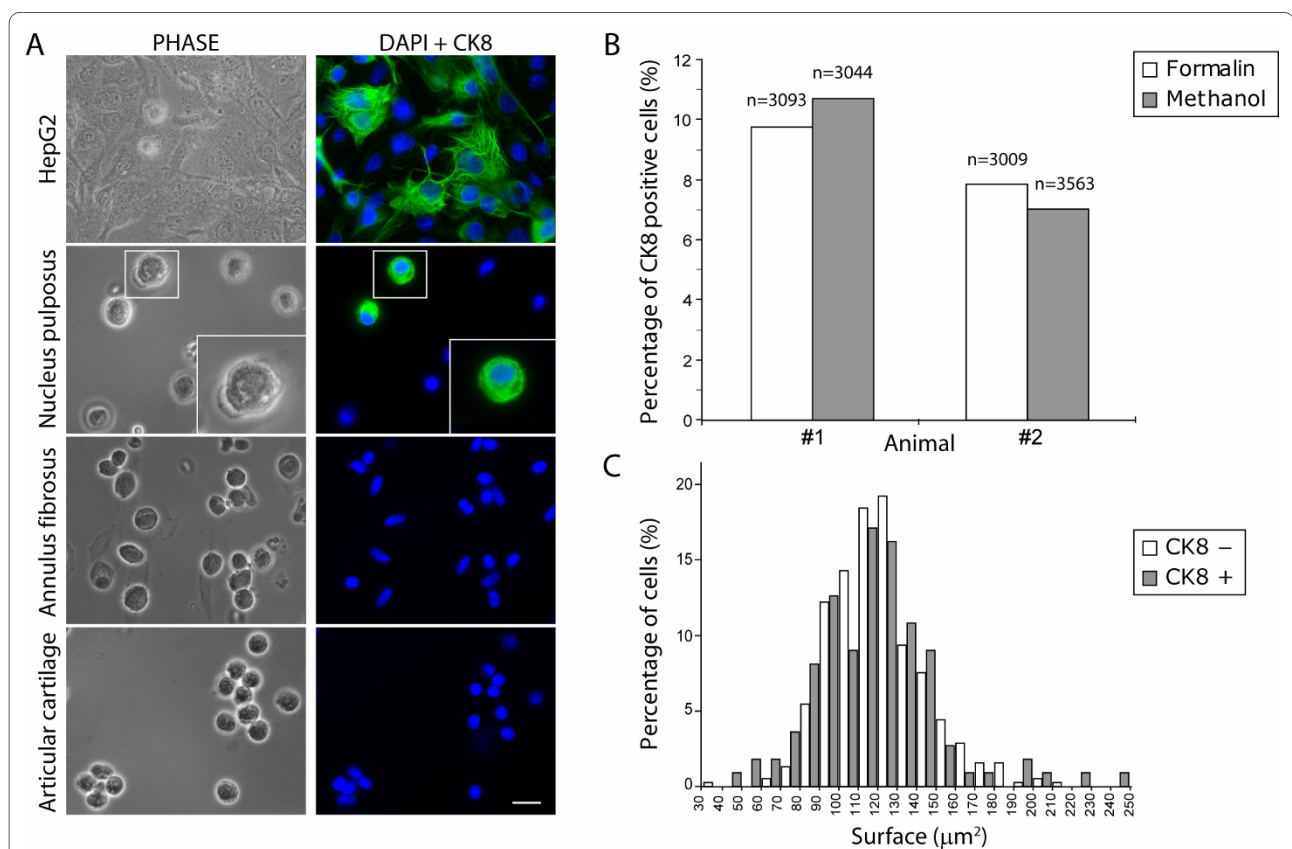 A
PHASE
DAPI + CK8
HepG2
Nucleus pulposus
Annulus fibrosus
Articular cartilage
B
Percentage of CK8 positive cells (%)
12
10
8
6
4
2
0
n=3093
n=3044
n=3009
n=3563
#1
Animal
#2
Formalin
Methanol
C
Percentage of cells (%)
20
15
10
5
0
30 40 50 60 70 80 90 100 110 120 130 140 150 160 170 180 190 200 210 220 230 240 250
Surface (µm²)
CK8 –
CK8 +